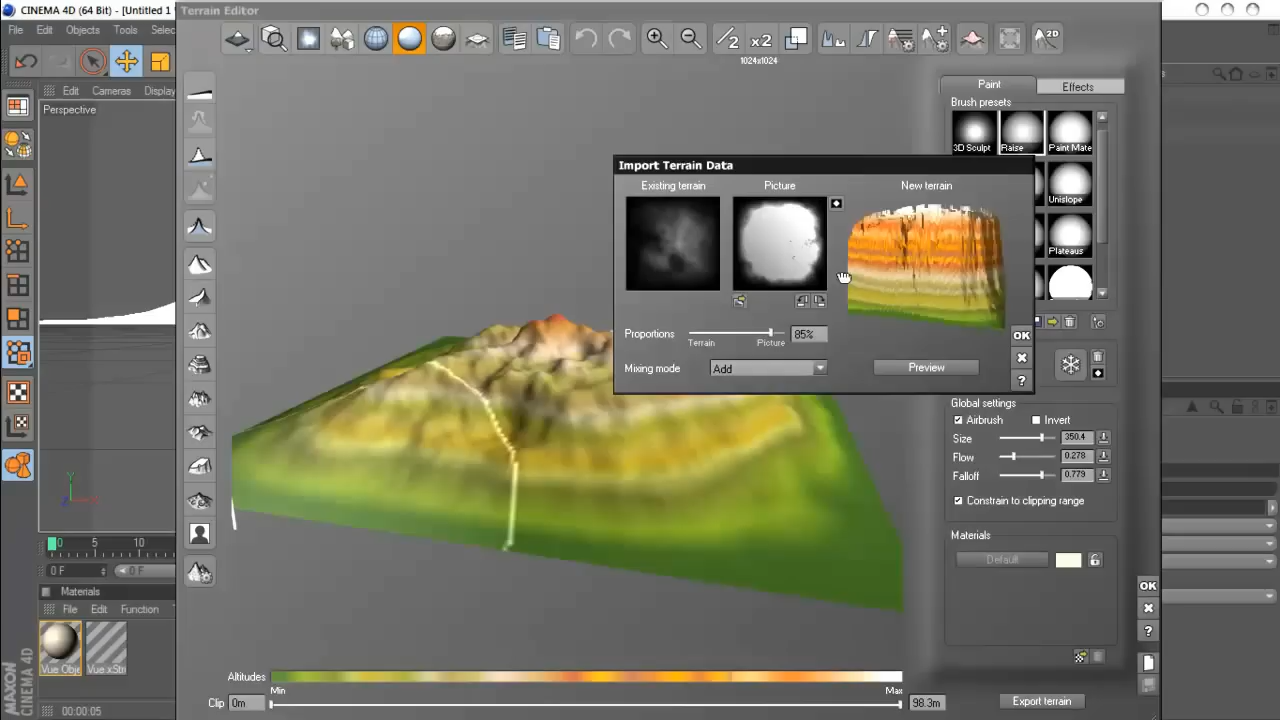 CINEMA 4D (64 Bit) - [Untitled 1
Terrain Editor
File Edit Objects Tools Selec
2 x2
2D
1024x1024
Edit Cameras Display
Paint Effects
Brush presets
Perspective
3D Sculpt Raise Paint Mate
Import Terrain Data
Existing terrain Picture New terrain
Unislope
Plateaus
Proportions 85% OK
Terrain Picture
Mixing mode Add Preview
?
Global settings
Airbrush Invert
Size 350.4
Flow 0.278
Falloff 0.779
Constrain to clipping range
Y
X
Materials
0 5 10
Default
0 F 0 F
OK
Materials
File Edit Function
?
Vue Obje Vue xStr
Altitudes
Min Max
Clip 0m 98.3m Export terrain
00:00:05
MAXON
CINEMA 4D